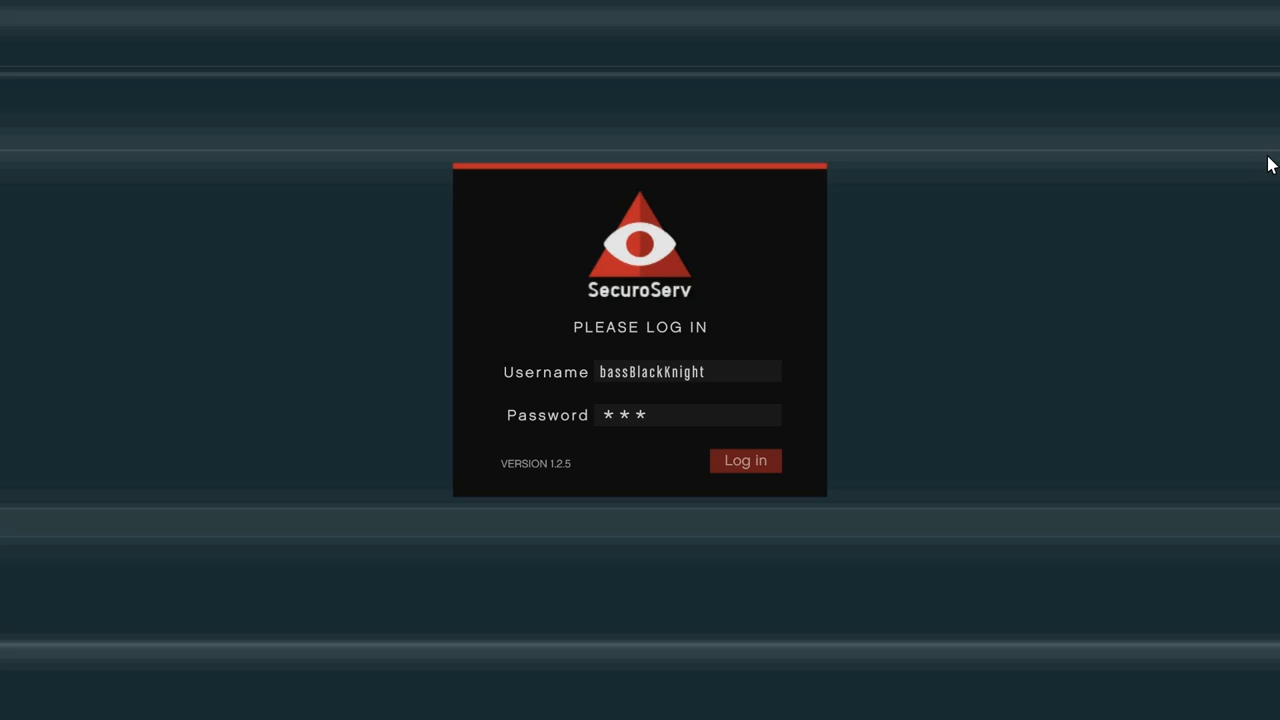 SecuroServ
PLEASE LOG IN
Username bassBlackKnight
Password ***
VERSION 1.2.5
Log in